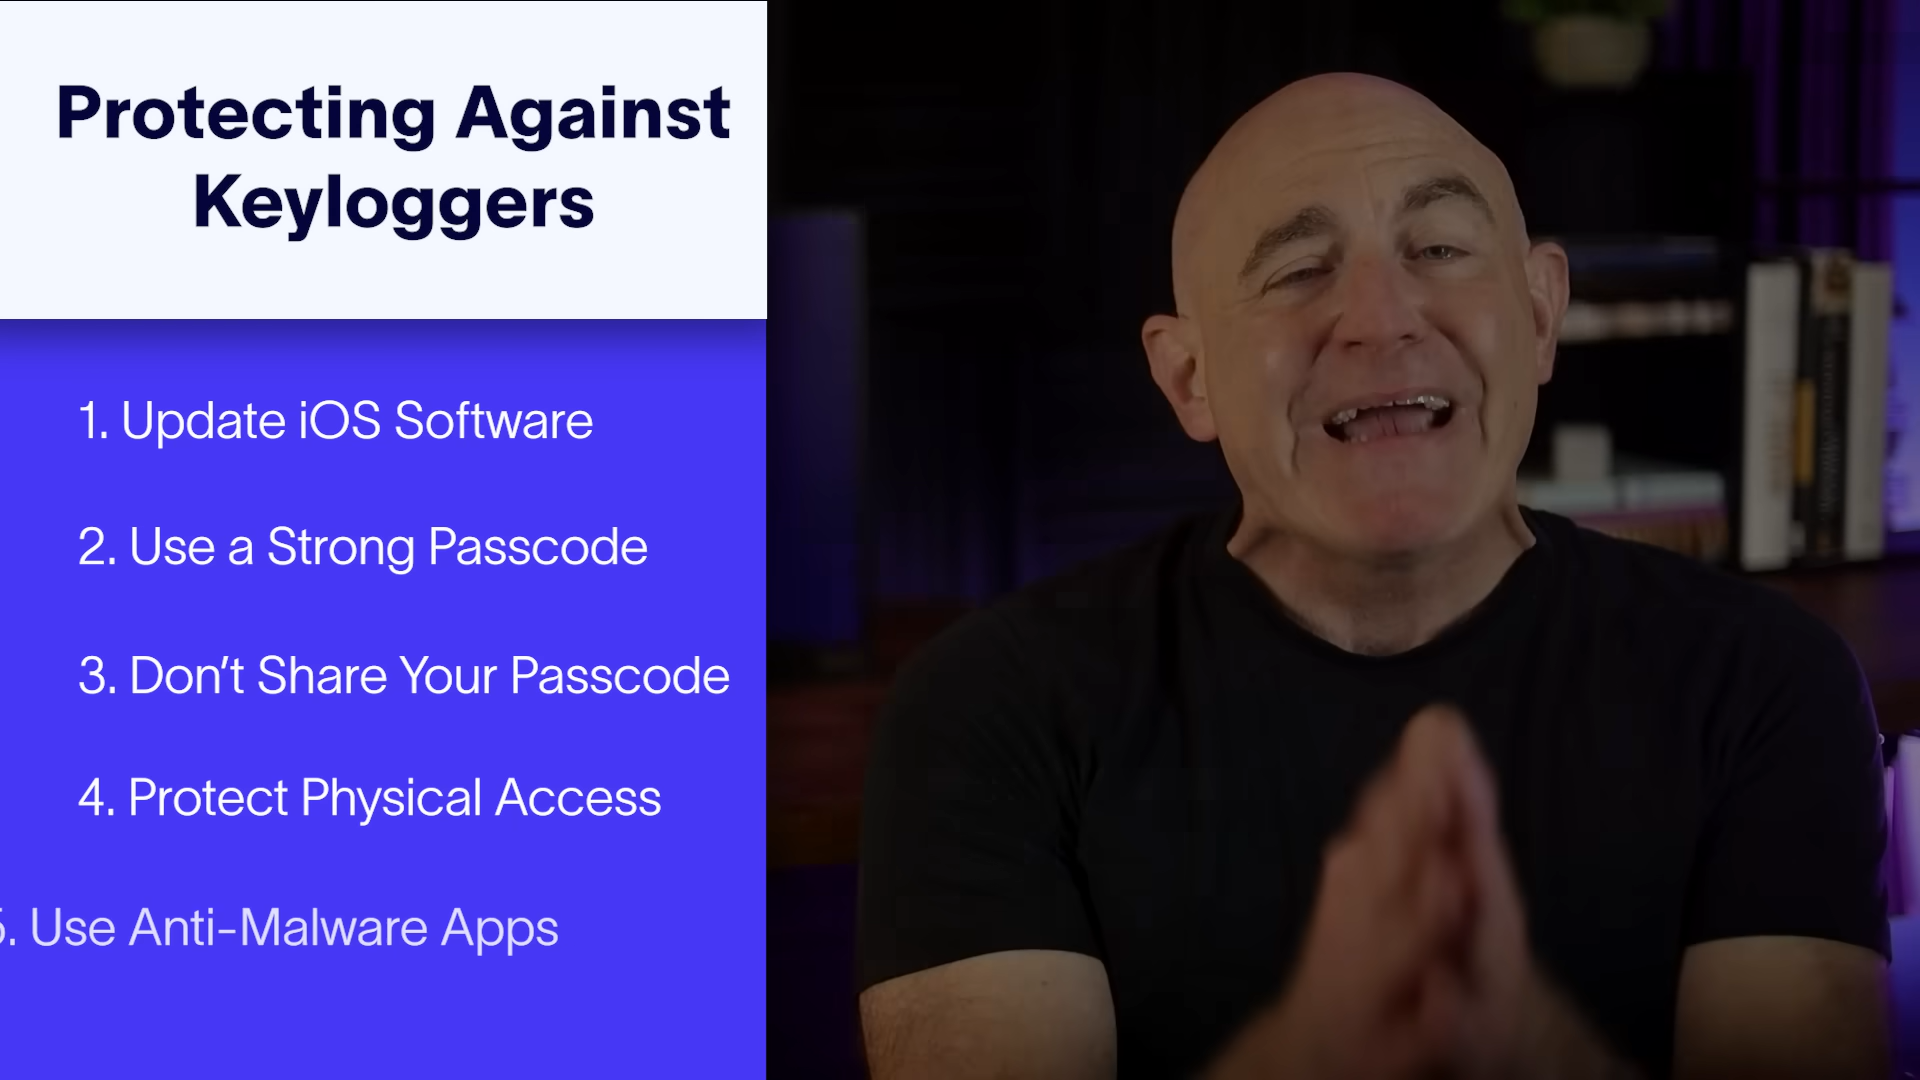 Protecting Against
Keyloggers
1. Update iOS Software
2. Use a Strong Passcode
3. Don’t Share Your Passcode
4. Protect Physical Access
5. Use Anti-Malware Apps